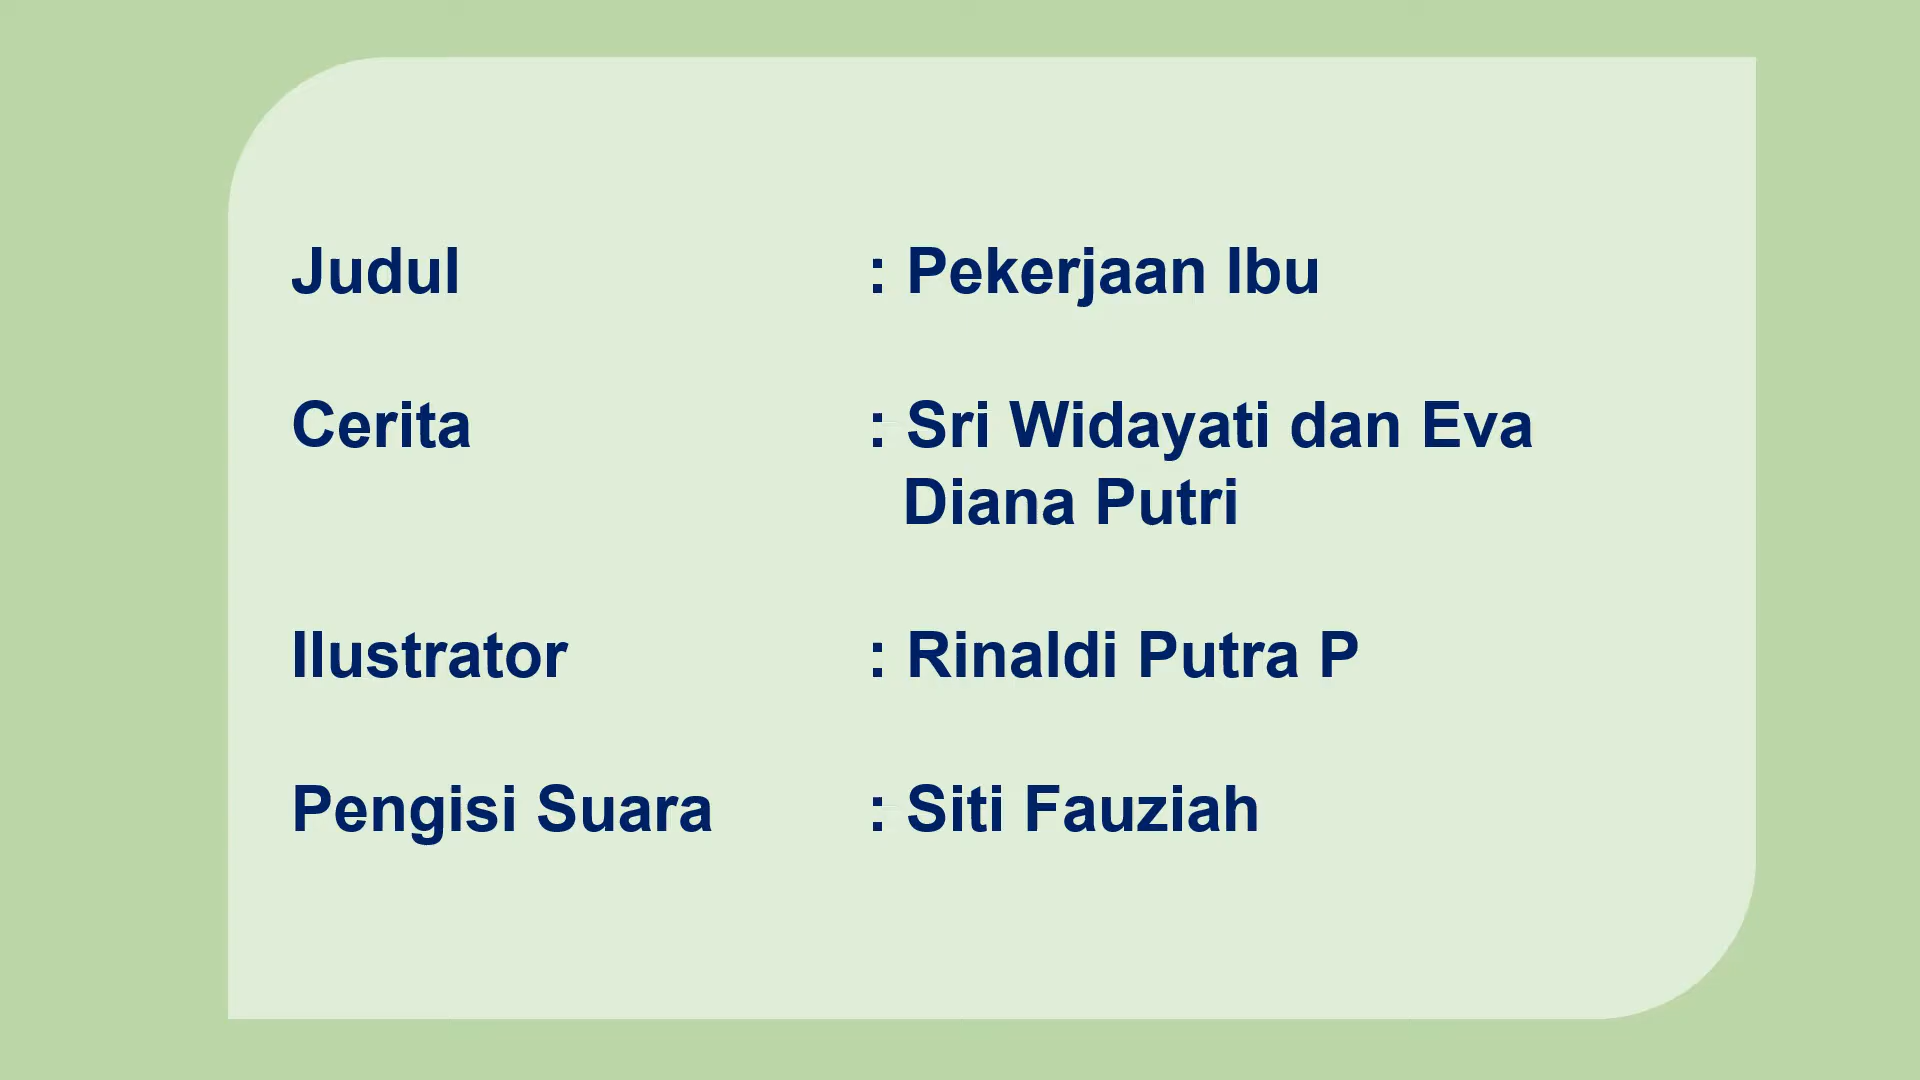 Judul : Pekerjaan Ibu
Cerita : Sri Widayati dan Eva
Diana Putri
Ilustrator : Rinaldi Putra P
Pengisi Suara : Siti Fauziah